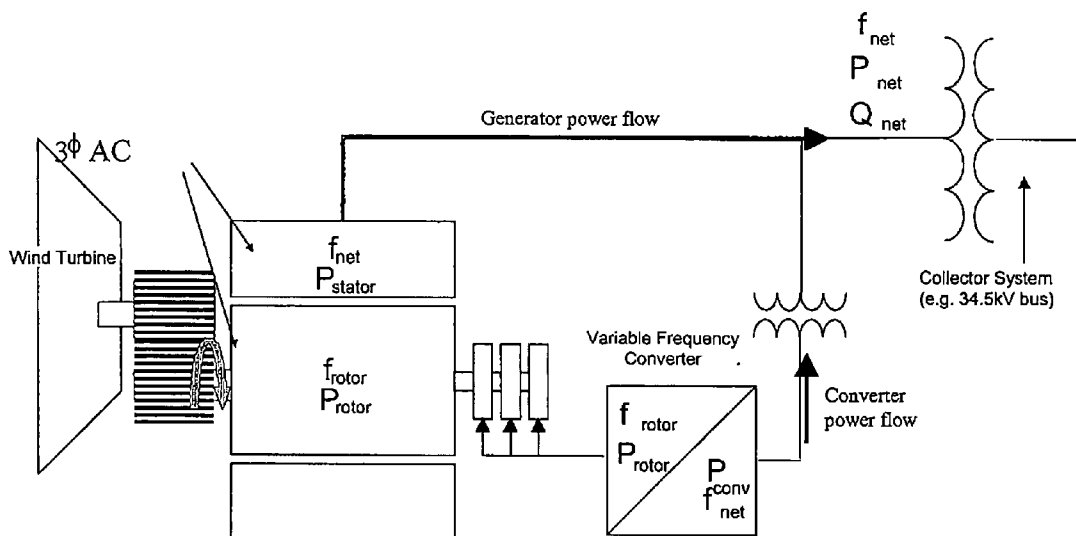 f net
P net
Q net
Generator power flow
3ϕ AC
Wind Turbine
f net
P stator
Collector System
(e.g. 34.5kV bus)
Variable Frequency
Converter
f rotor
P rotor
Converter
power flow
f rotor
P rotor
P conv
f net